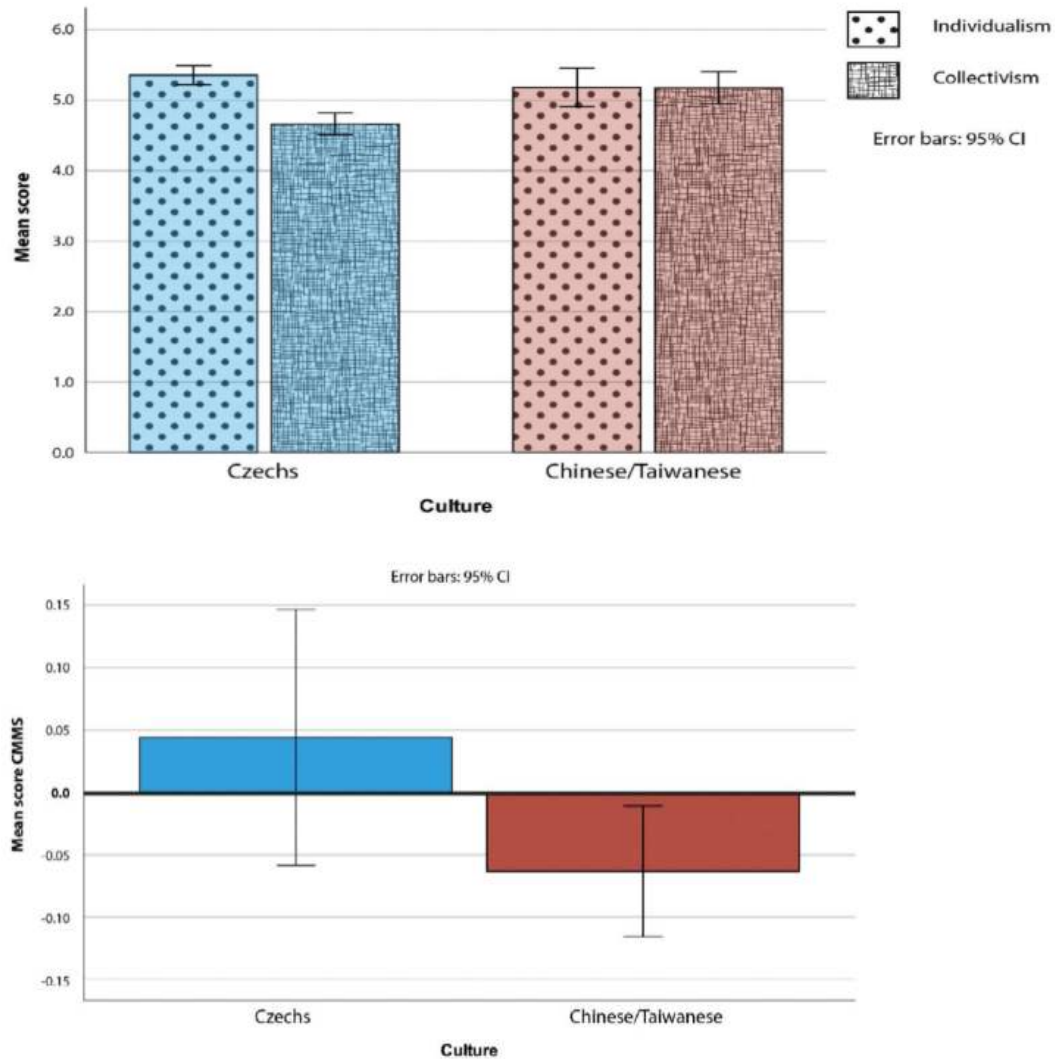 6.0
5.0
4.0
3.0
2.0
1.0
0.0
Mean score
Czechs
Chinese/Taiwanese
Culture
Individualism
Collectivism
Error bars: 95% CI
Error bars: 95% CI
0.15
0.10
0.05
0.0
-0.05
-0.10
-0.15
Mean score CMMS
Czechs
Chinese/Taiwanese
Culture